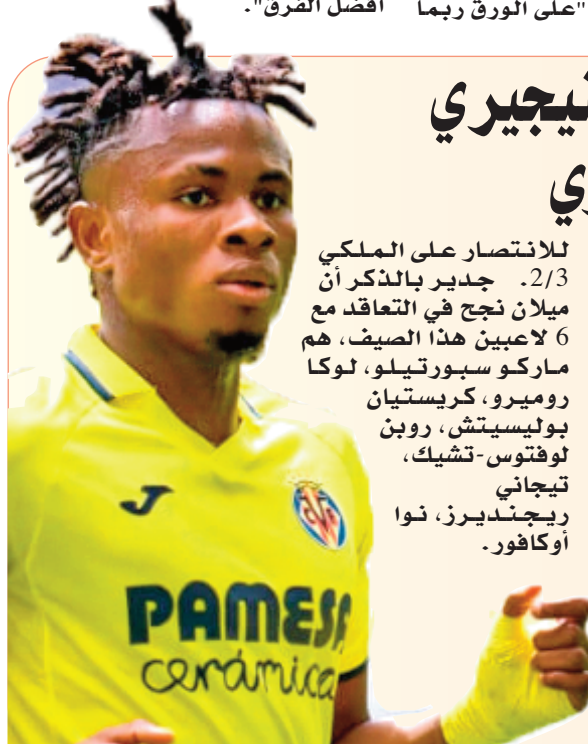 "على الورق ربما
أفضل الفرق".
نيجيري
ري
للانتصار على الملكي
2/3. جدير بالذكر أن
ميلان نجح في التعاقد مع
6 لاعبين هذا الصيف، هم
ماركو سبورتيلو، لوكا
روميرو، كريستيان
بوليسيتش، روبن
لوفتوس-تشيك،
تيجاني
ريجنديرز، نوا
أوكافور.
PAMESA
cerámica